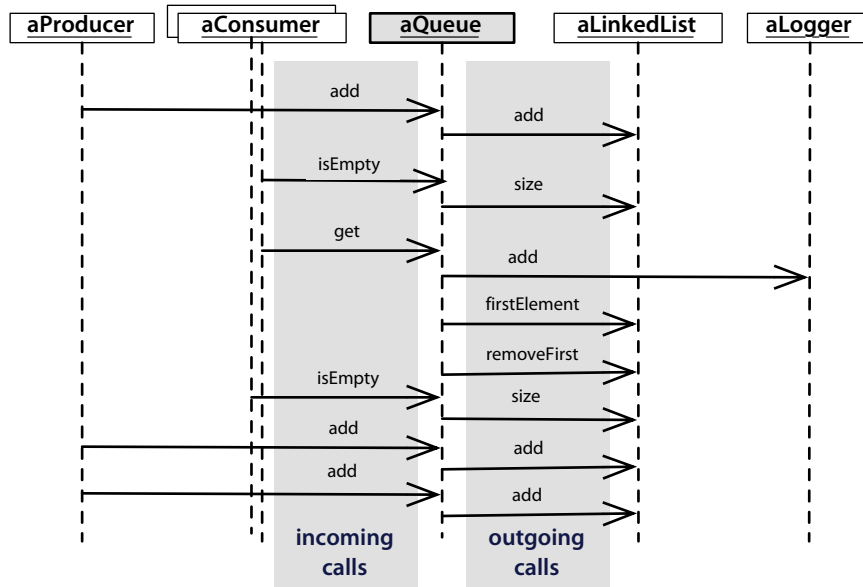 aProducer
aConsumer
aQueue
aLinkedList
aLogger
add
add
isEmpty
size
get
add
firstElement
removeFirst
isEmpty
size
add
add
add
add
incoming
calls
outgoing
calls